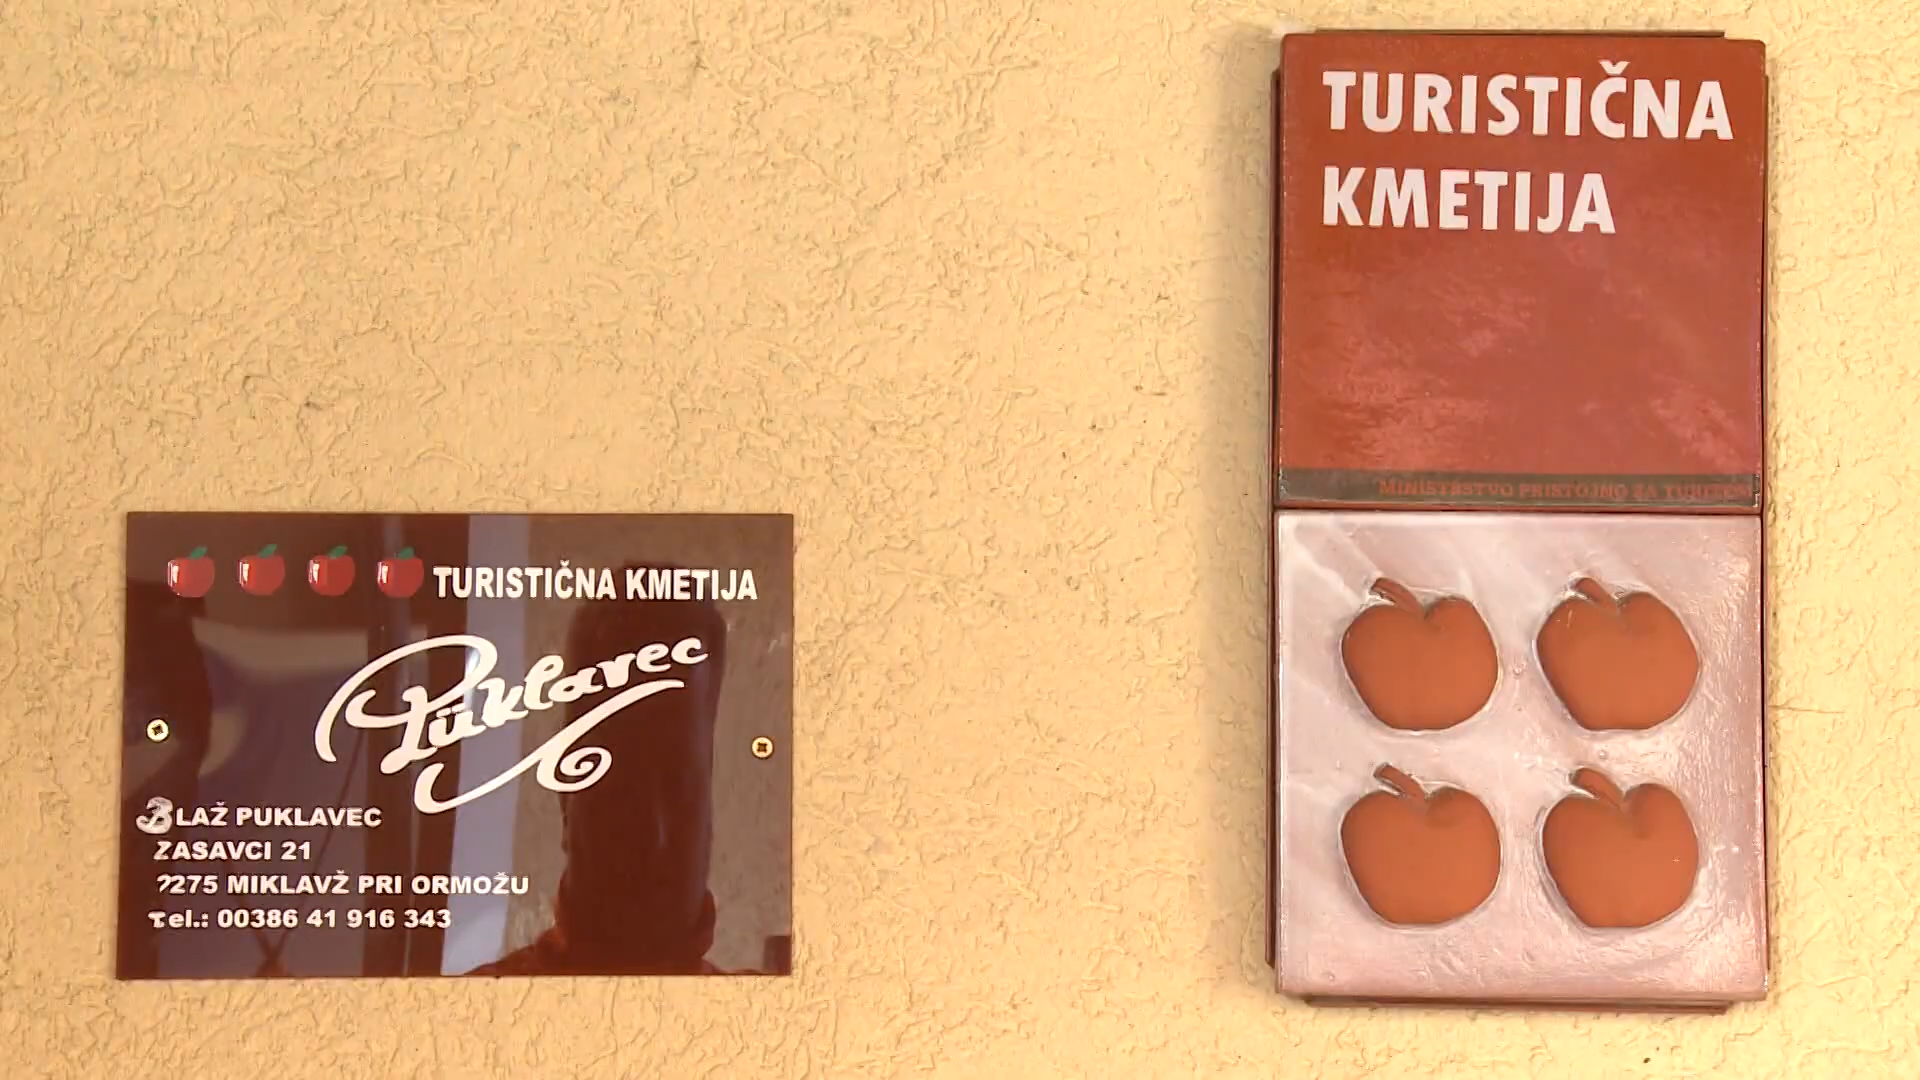 TURISTIČNA KMETIJA
Püklavec
BLAŽ PUKLAVEC
ZASAVCI 21
2275 MIKLAVŽ PRI ORMOŽU
Tel.: 00386 41 916 343
TURISTIČNA
KMETIJA
MINISTRSTVO PRISTOJNO ZA TURIZEM